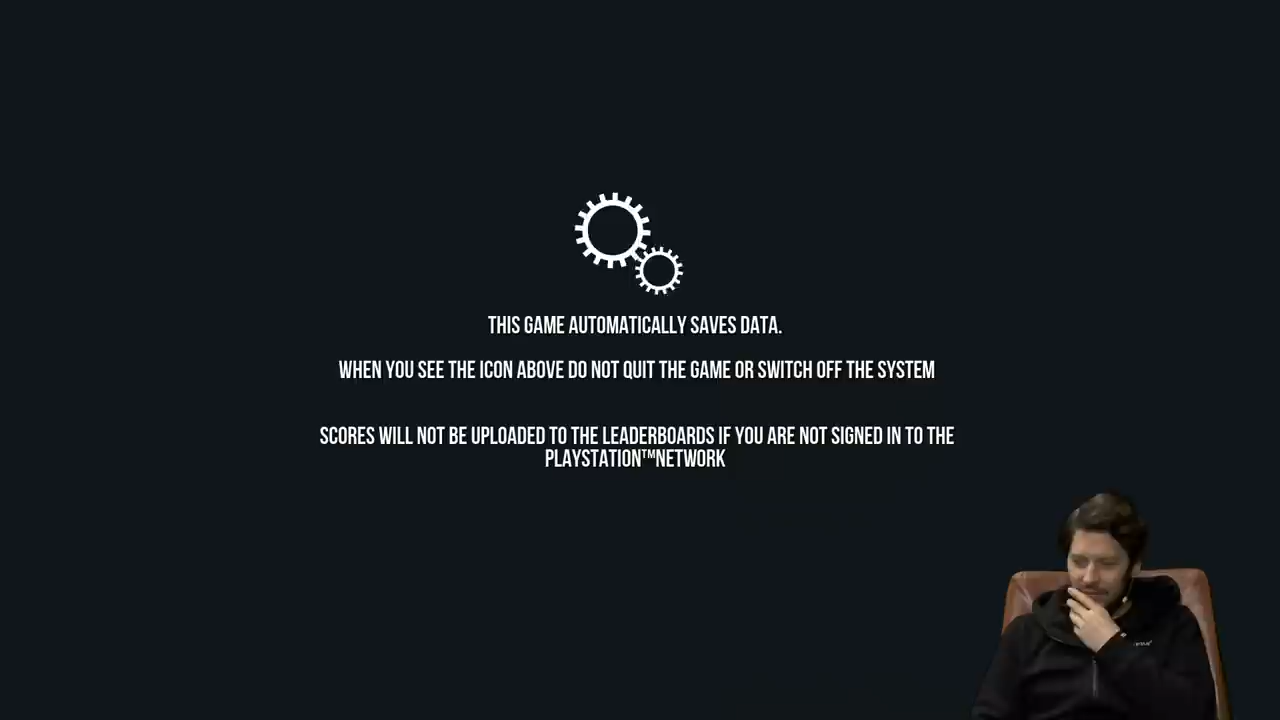 THIS GAME AUTOMATICALLY SAVES DATA.
WHEN YOU SEE THE ICON ABOVE DO NOT QUIT THE GAME OR SWITCH OFF THE SYSTEM
SCORES WILL NOT BE UPLOADED TO THE LEADERBOARDS IF YOU ARE NOT SIGNED IN TO THE
PLAYSTATION™NETWORK